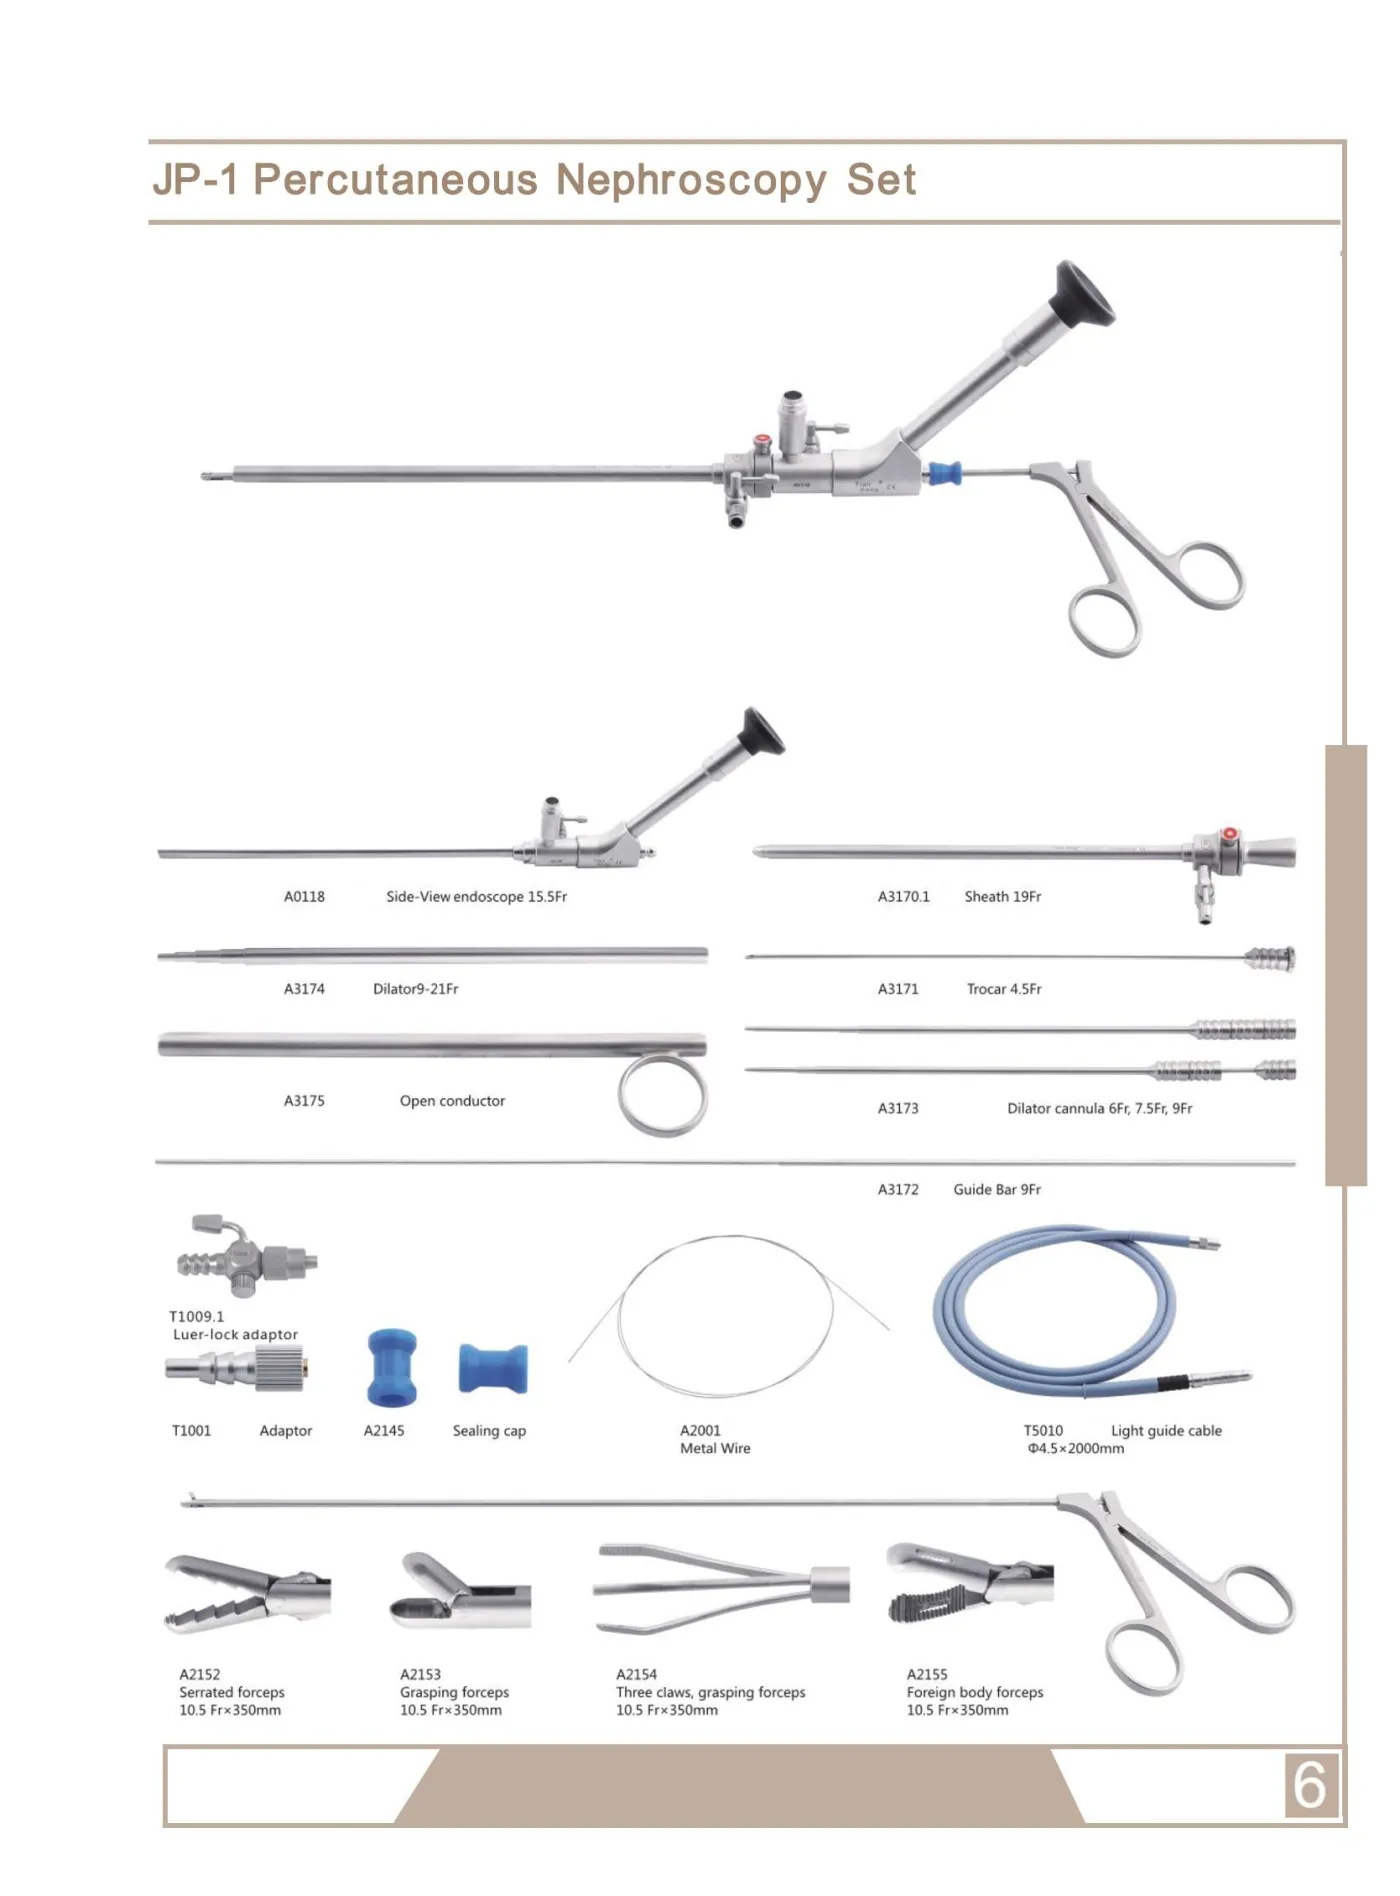 JP-1 Percutaneous Nephroscopy Set
A0118 Side-View endoscope 15.5Fr
A3170.1 Sheath 19Fr
A3174 Dilator9-21Fr
A3171 Trocar 4.5Fr
A3175 Open conductor
A3173 Dilator cannula 6Fr, 7.5Fr, 9Fr
A3172 Guide Bar 9Fr
T1009.1
Luer-lock adaptor
T1001 Adaptor
A2145 Sealing cap
A2001
Metal Wire
T5010 Light guide cable
Φ4.5×2000mm
A2152
Serrated forceps
10.5 Fr×350mm
A2153
Grasping forceps
10.5 Fr×350mm
A2154
Three claws, grasping forceps
10.5 Fr×350mm
A2155
Foreign body forceps
10.5 Fr×350mm
6